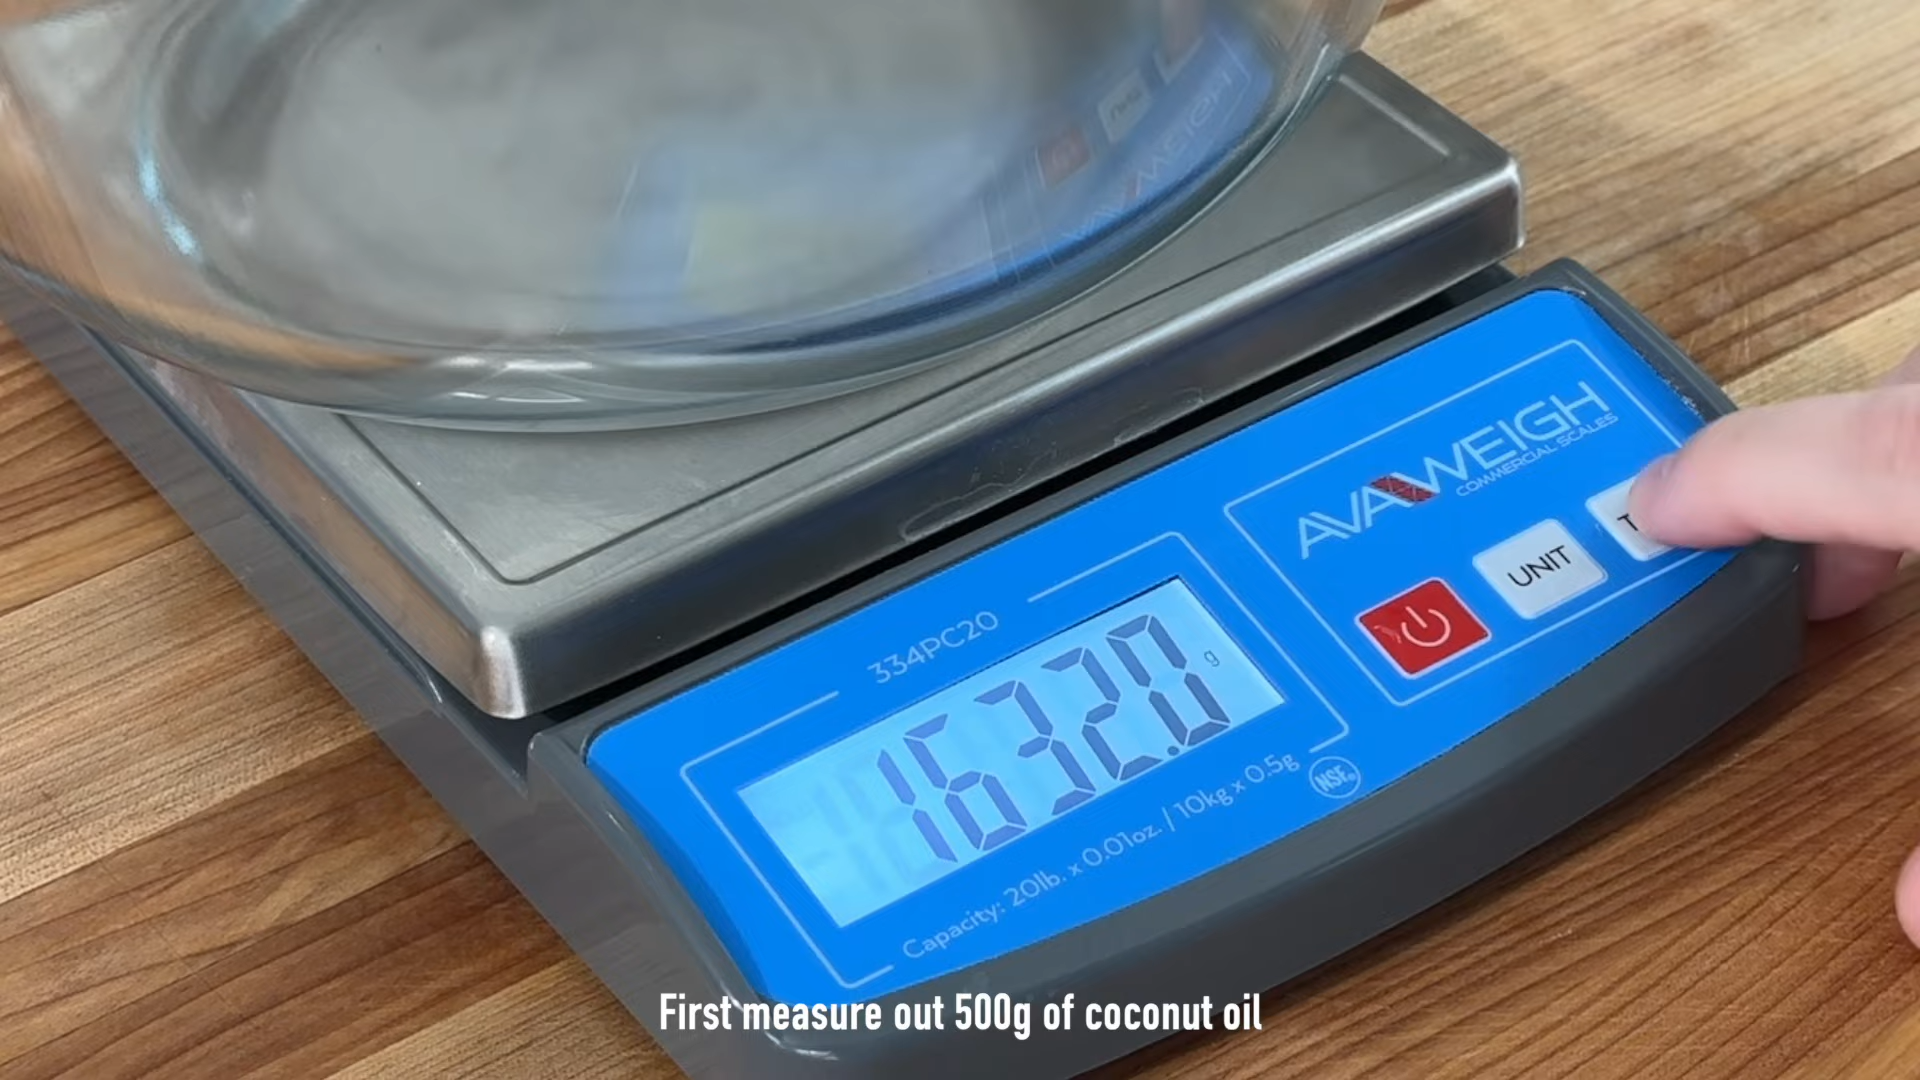 AVAWEIGH
COMMERCIAL SCALES
UNIT
334PC20
1632.0 g
Capacity: 20lb. x 0.01oz. / 10kg x 0.5g
NSF
First measure out 500g of coconut oil